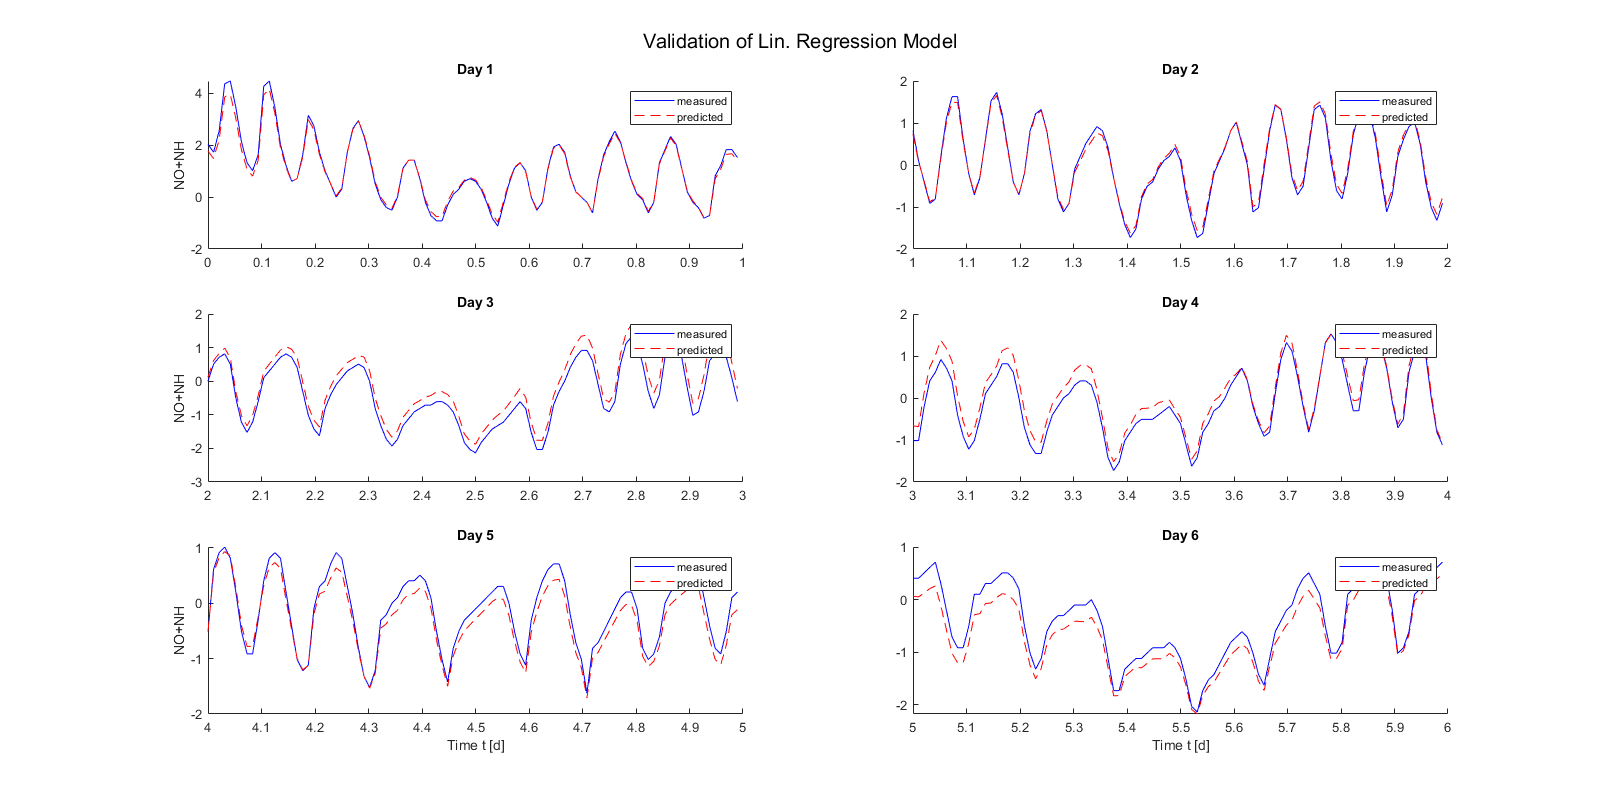 Validation of Lin. Regression Model
Day 1
NO+NH
4
2
0
-2
0 0.1 0.2 0.3 0.4 0.5 0.6 0.7 0.8 0.9 1
measured
predicted
Day 2
2
1
0
-1
-2
1 1.1 1.2 1.3 1.4 1.5 1.6 1.7 1.8 1.9 2
measured
predicted
Day 3
NO+NH
2
1
0
-1
-2
-3
2 2.1 2.2 2.3 2.4 2.5 2.6 2.7 2.8 2.9 3
measured
predicted
Day 4
2
1
0
-1
-2
3 3.1 3.2 3.3 3.4 3.5 3.6 3.7 3.8 3.9 4
measured
predicted
Day 5
NO+NH
1
0
-1
-2
4 4.1 4.2 4.3 4.4 4.5 4.6 4.7 4.8 4.9 5
Time t [d]
measured
predicted
Day 6
1
0
-1
-2
5 5.1 5.2 5.3 5.4 5.5 5.6 5.7 5.8 5.9 6
Time t [d]
measured
predicted